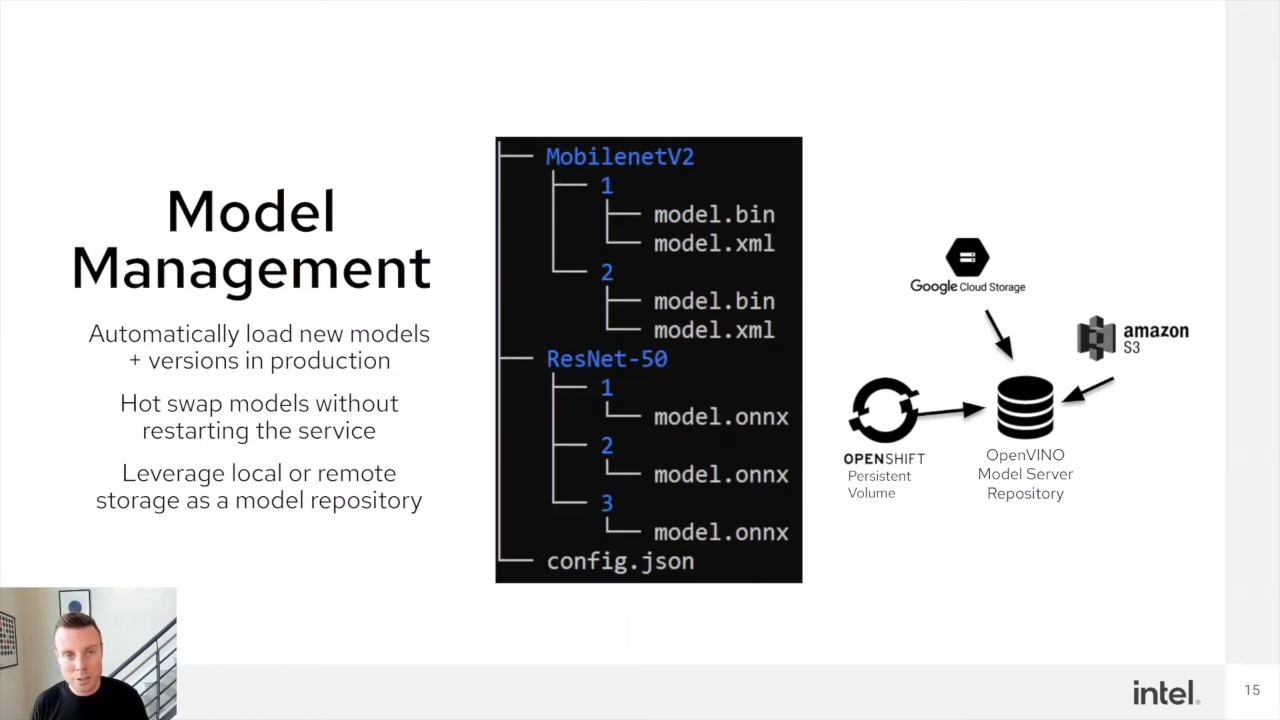 Model
Management
Automatically load new models
+ versions in production
Hot swap models without
restarting the service
Leverage local or remote
storage as a model repository
MobilenetV2
1
model.bin
model.xml
2
model.bin
model.xml
ResNet-50
1
model.onnx
2
model.onnx
3
model.onnx
config.json
Google Cloud Storage
amazon
S3
OPENSHIFT
Persistent
Volume
OpenVINO
Model Server
Repository
intel.
15